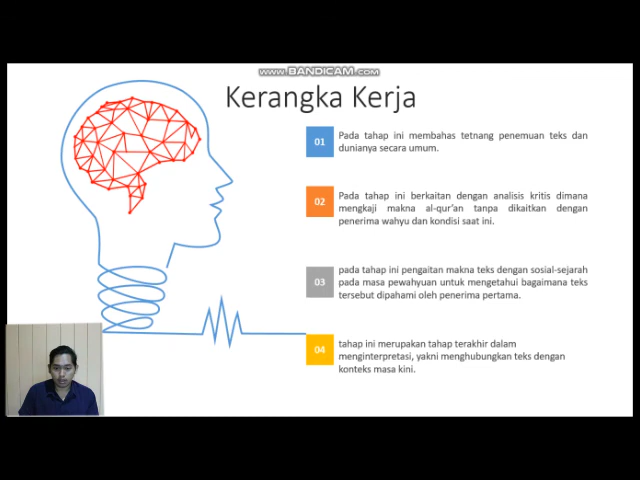 www.BANDICAM.com
Kerangka Kerja
01
Pada tahap ini membahas tetnang penemuan teks dan
dunianya secara umum.
02
Pada tahap ini berkaitan dengan analisis kritis dimana
mengkaji makna al-qur’an tanpa dikaitkan dengan
penerima wahyu dan kondisi saat ini.
03
pada tahap ini pengaitan makna teks dengan sosial-sejarah
pada masa pewahyuan untuk mengetahui bagaimana teks
tersebut dipahami oleh penerima pertama.
04
tahap ini merupakan tahap terakhir dalam
menginterpretasi, yakni menghubungkan teks dengan
konteks masa kini.